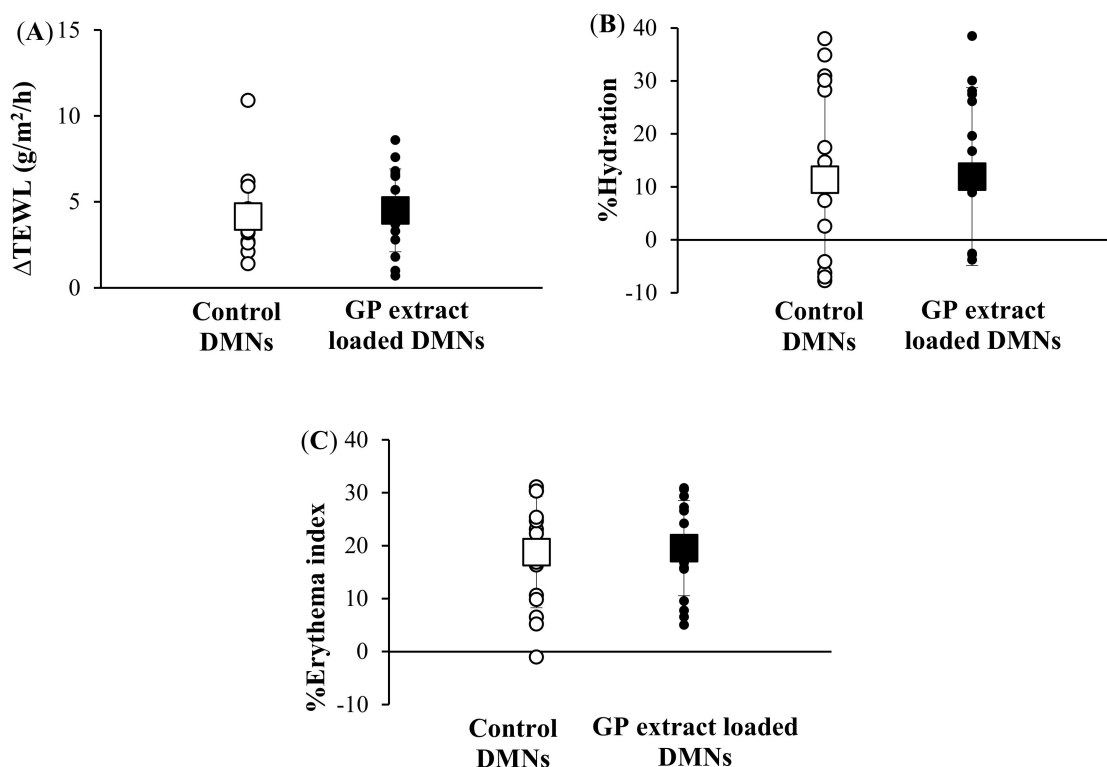 (A)
ΔTEWL (g/m²/h)
15
10
5
0
Control
DMNs
GP extract
loaded DMNs
(B)
%Hydration
40
30
20
10
0
-10
Control
DMNs
GP extract
loaded DMNs
(C)
%Erythema index
40
30
20
10
0
-10
Control
DMNs
GP extract loaded
DMNs